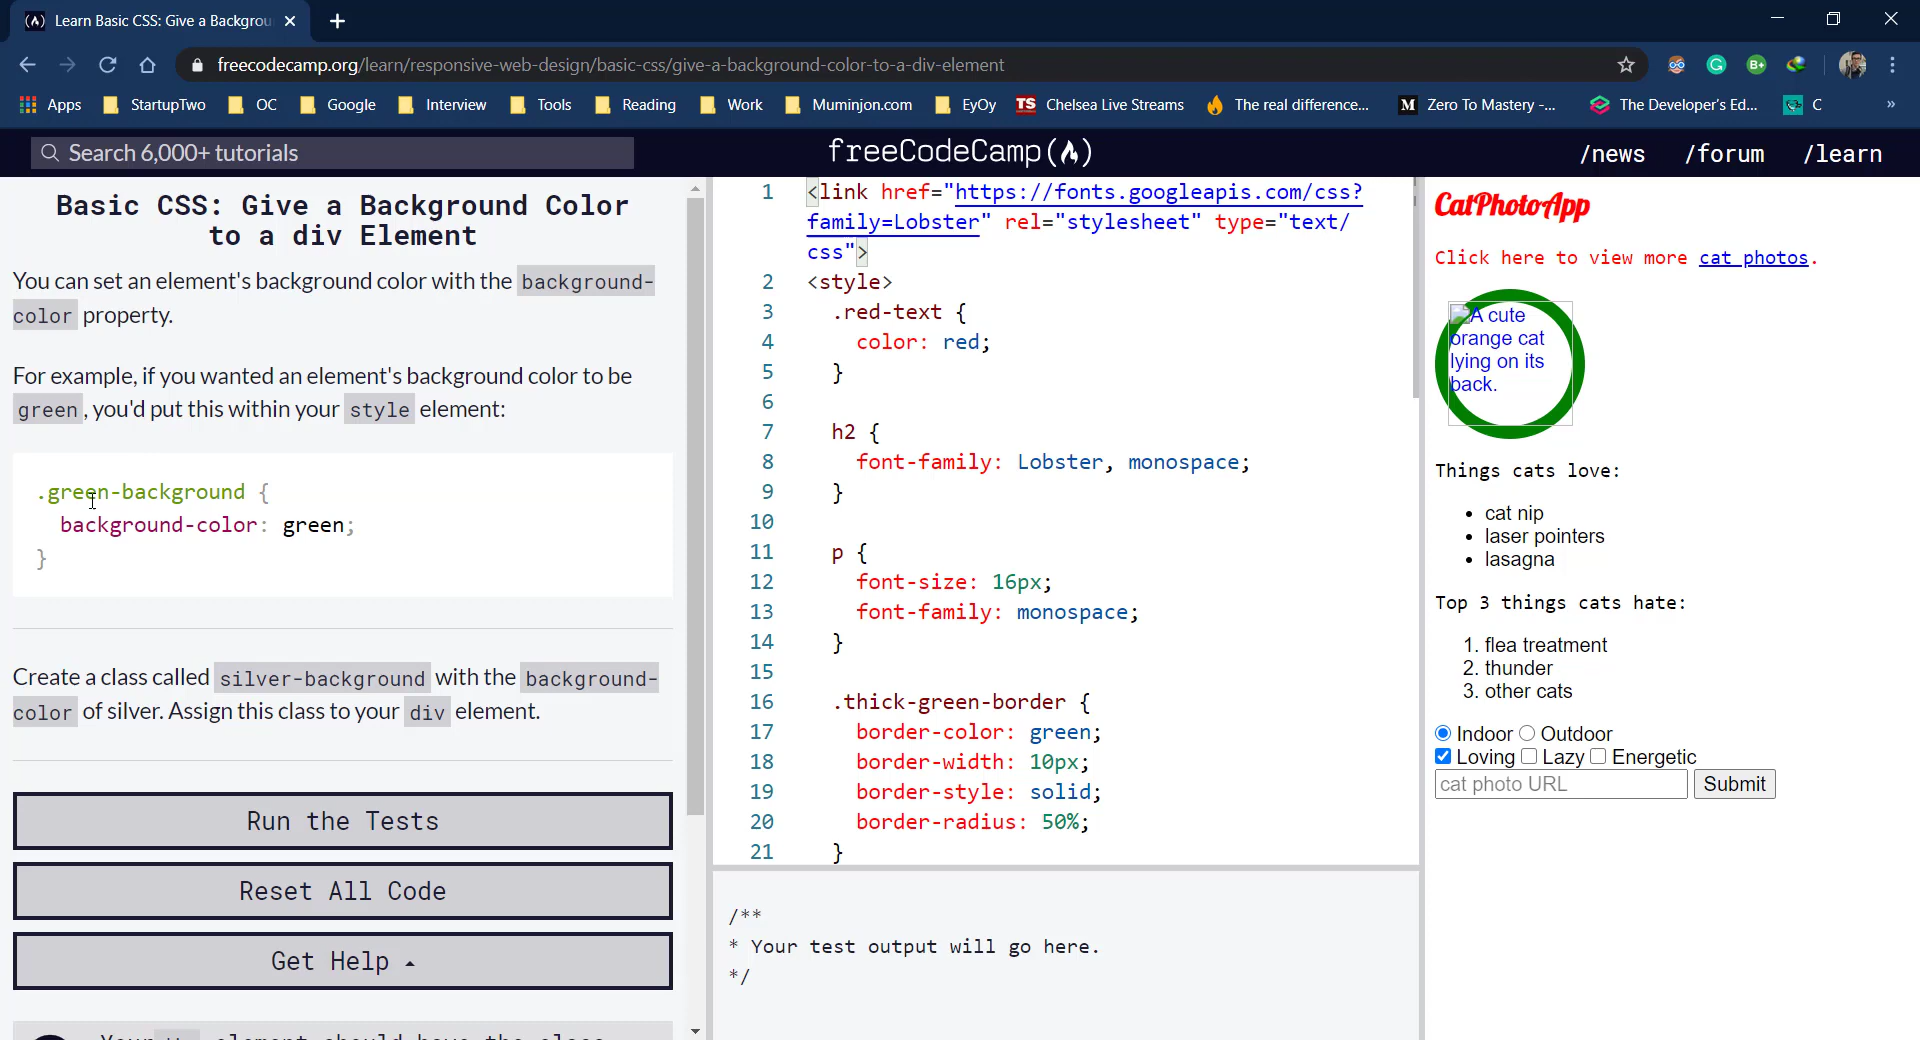 Learn Basic CSS: Give a Backgrou
freecodecamp.org/learn/responsive-web-design/basic-css/give-a-background-color-to-a-div-element
Apps StartupTwo OC Google Interview Tools Reading Work Muminjon.com EyOy TS Chelsea Live Streams The real difference... M Zero To Mastery -... The Developer's Ed... C »
Search 6,000+ tutorials
freeCodeCamp(🔥)
/news /forum /learn
Basic CSS: Give a Background Color
to a div Element
You can set an element's background color with the background-
color property.
For example, if you wanted an element's background color to be
green, you'd put this within your style element:
.green-background {
background-color: green;
}
Create a class called silver-background with the background-
color of silver. Assign this class to your div element.
Run the Tests
Reset All Code
Get Help
1 <link href="https://fonts.googleapis.com/css?
family=Lobster" rel="stylesheet" type="text/
css">
2 <style>
3 .red-text {
4 color: red;
5 }
6
7 h2 {
8 font-family: Lobster, monospace;
9 }
10
11 p {
12 font-size: 16px;
13 font-family: monospace;
14 }
15
16 .thick-green-border {
17 border-color: green;
18 border-width: 10px;
19 border-style: solid;
20 border-radius: 50%;
21 }
/**
* Your test output will go here.
*/
CatPhotoApp
Click here to view more cat photos.
A cute
orange cat
lying on its
back.
Things cats love:
• cat nip
• laser pointers
• lasagna
Top 3 things cats hate:
1. flea treatment
2. thunder
3. other cats
Indoor Outdoor
Loving Lazy Energetic
cat photo URL Submit